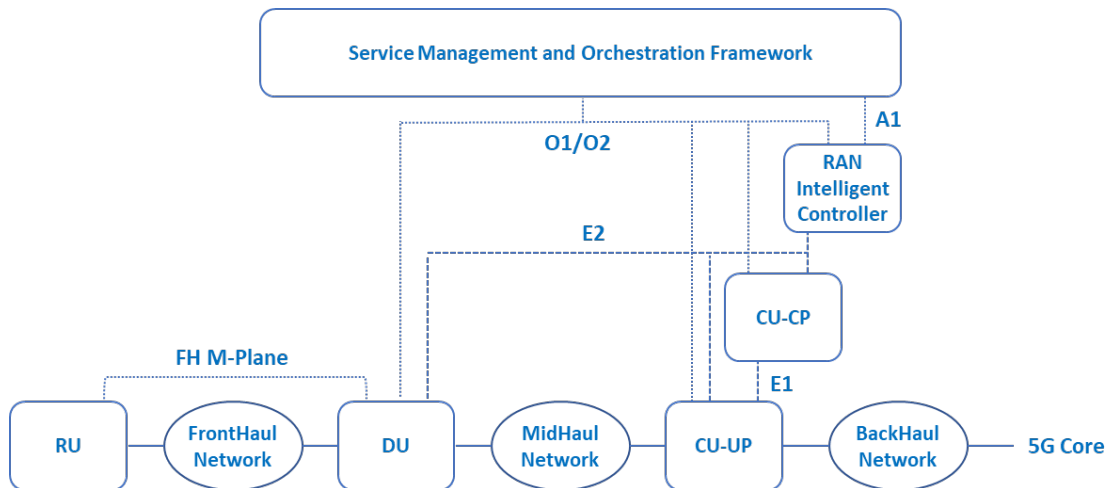 Service Management and Orchestration Framework
A1
O1/O2
RAN
Intelligent
Controller
E2
CU-CP
FH M-Plane
E1
RU
FrontHaul
Network
DU
MidHaul
Network
CU-UP
BackHaul
Network
5G Core